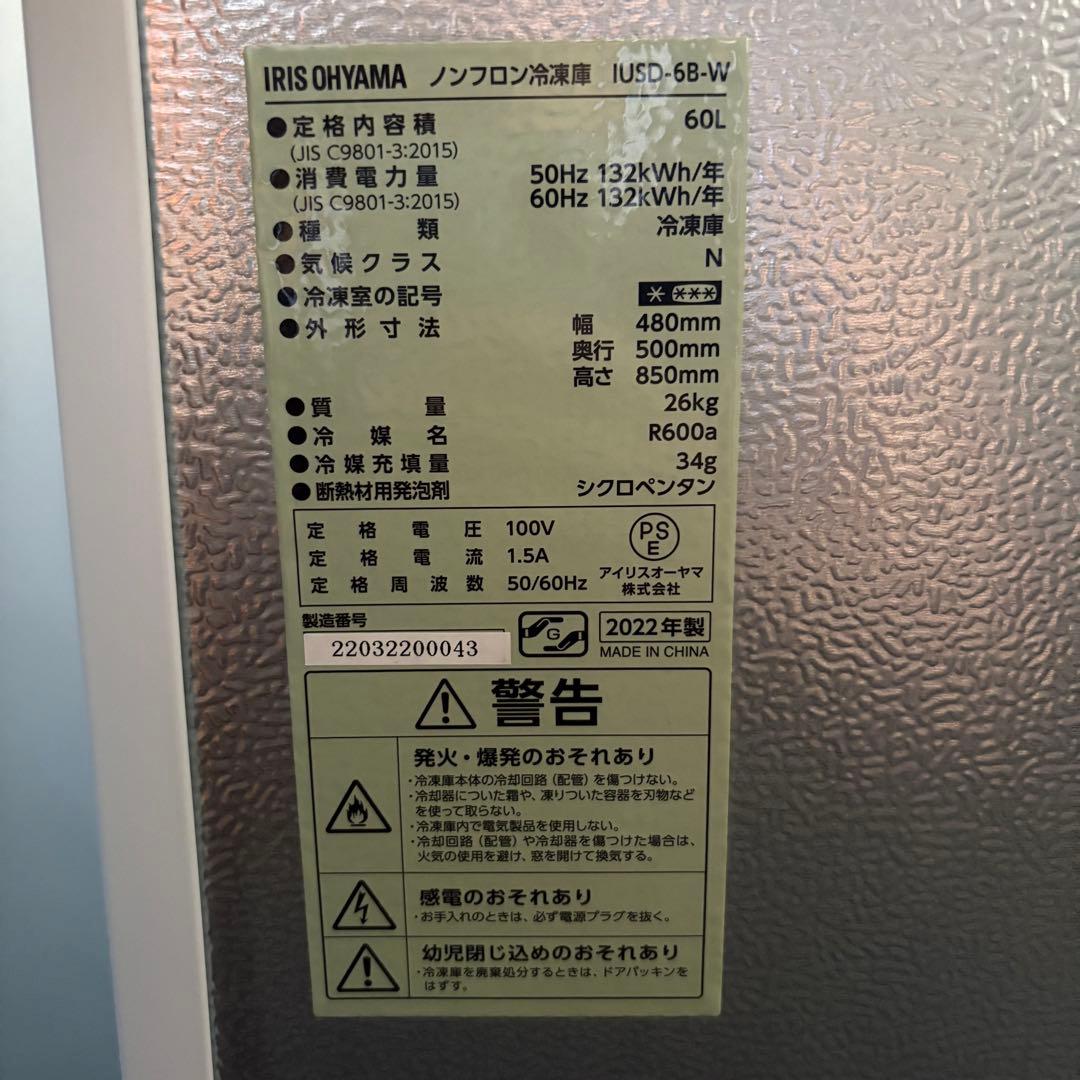 IRIS OHYAMA ノンフロン冷凍庫 IUSD-6B-W
●定格内容積 60L
(JIS C9801-3:2015)
●消費電力量 50Hz 132kWh/年
(JIS C9801-3:2015) 60Hz 132kWh/年
●種類 冷凍庫
●気候クラス N
●冷凍室の記号 * ***
●外形寸法 幅 480mm
奥行 500mm
高さ 850mm
●質量 26kg
●冷媒名 R600a
●冷媒充填量 34g
●断熱材用発泡剤 シクロペンタン
定格電圧 100V
定格電流 1.5A
定格周波数 50/60Hz
PS
E
アイリスオーヤマ
株式会社
製造番号
22032200043
G
2022年製
MADE IN CHINA
警告
発火・爆発のおそれあり
・冷凍庫本体の冷却回路(配管)を傷つけない。
・冷却器についた霜や、凍りついた容器を刃物など
を使って取らない。
・冷凍庫内で電気製品を使用しない。
・冷却回路(配管)や冷却器を傷つけた場合は、
火気の使用を避け、窓を開けて換気する。
感電のおそれあり
・お手入れのときは、必ず電源プラグを抜く。
幼児閉じ込めのおそれあり
・冷凍庫を廃棄処分するときは、ドアパッキンを
はずす。